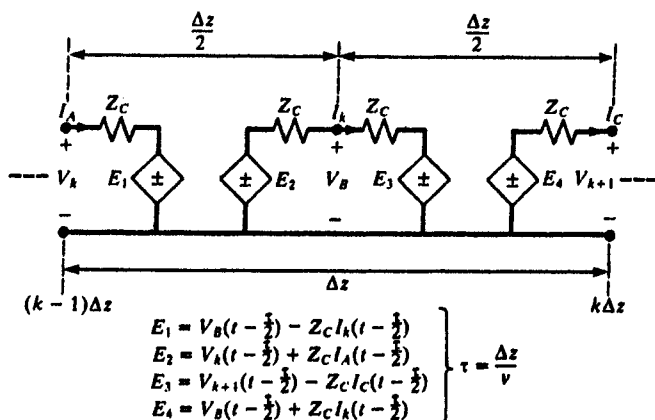 Δz/2 Δz/2
I_A Z_C Z_C I_k Z_C Z_C I_C
+ + +
--- V_k E_1 ± ± E_2 V_B E_3 ± ± E_4 V_{k+1} ---
− − −
Δz
(k − 1)Δz kΔz
E_1 = V_B(t − τ/2) − Z_C I_k(t − τ/2)
E_2 = V_k(t − τ/2) + Z_C I_A(t − τ/2)
E_3 = V_{k+1}(t − τ/2) − Z_C I_C(t − τ/2)
E_4 = V_B(t − τ/2) + Z_C I_k(t − τ/2)
τ = Δz/v